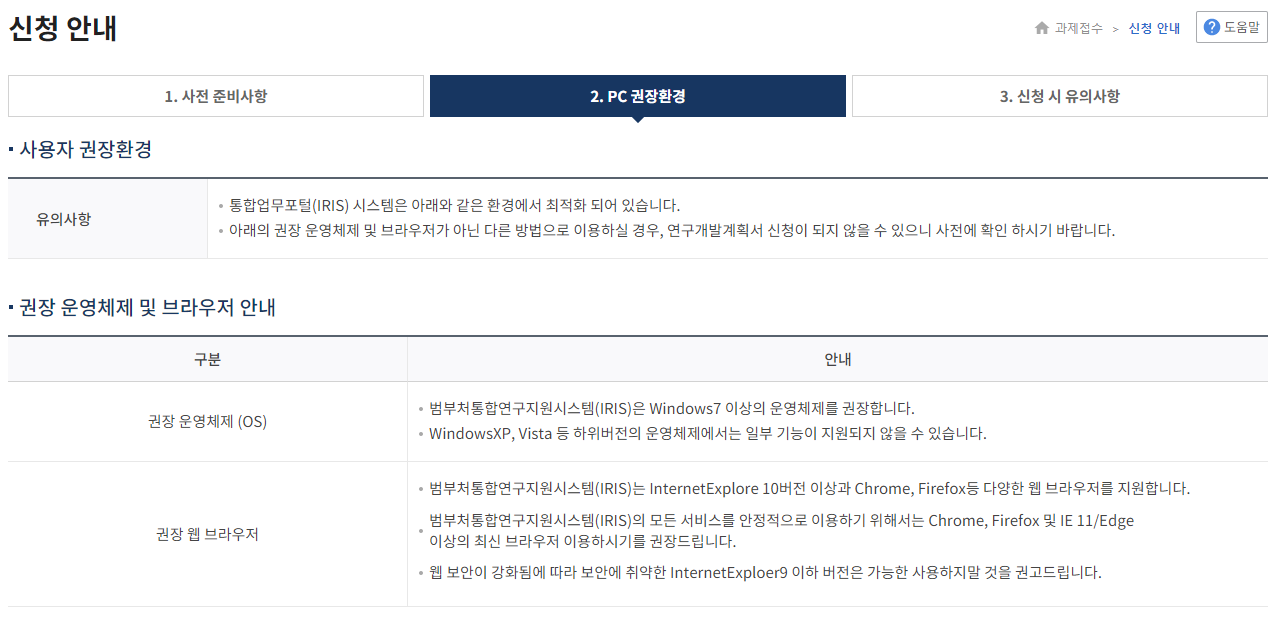 신청 안내
과제접수 > 신청 안내
? 도움말
1. 사전 준비사항
2. PC 권장환경
3. 신청 시 유의사항
사용자 권장환경
유의사항
통합업무포털(IRIS) 시스템은 아래와 같은 환경에서 최적화 되어 있습니다.
아래의 권장 운영체제 및 브라우저가 아닌 다른 방법으로 이용하실 경우, 연구개발계획서 신청이 되지 않을 수 있으니 사전에 확인 하시기 바랍니다.
권장 운영체제 및 브라우저 안내
구분
안내
권장 운영체제 (OS)
범부처통합연구지원시스템(IRIS)은 Windows7 이상의 운영체제를 권장합니다.
WindowsXP, Vista 등 하위버전의 운영체제에서는 일부 기능이 지원되지 않을 수 있습니다.
권장 웹 브라우저
범부처통합연구지원시스템(IRIS)는 InternetExplore 10버전 이상과 Chrome, Firefox등 다양한 웹 브라우저를 지원합니다.
범부처통합연구지원시스템(IRIS)의 모든 서비스를 안정적으로 이용하기 위해서는 Chrome, Firefox 및 IE 11/Edge
이상의 최신 브라우저 이용하시기를 권장드립니다.
웹 보안이 강화됨에 따라 보안에 취약한 InternetExploer9 이하 버전은 가능한 사용하지말 것을 권고드립니다.